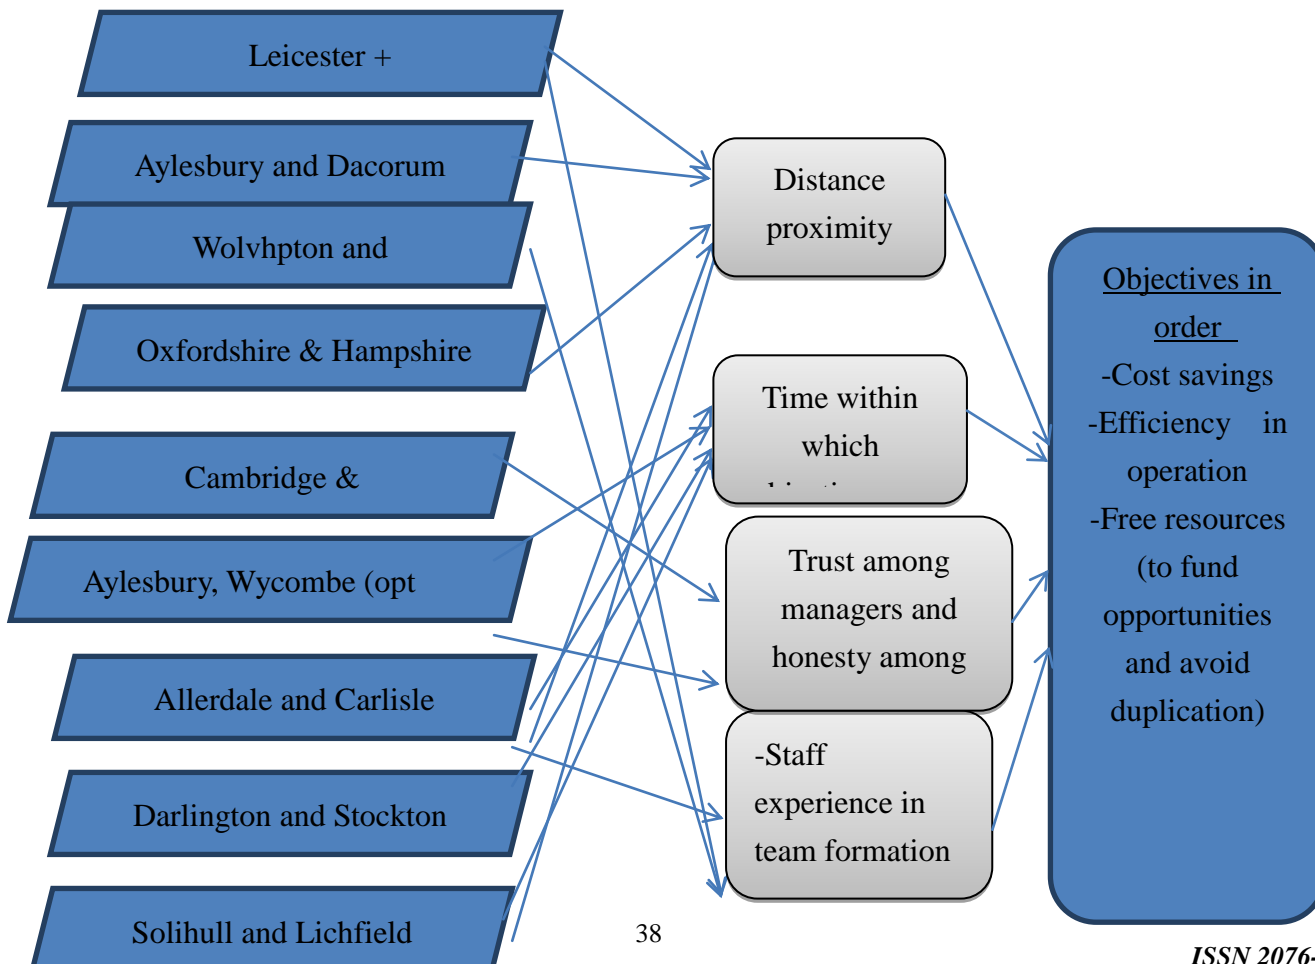 Leicester +
Aylesbury and Dacorum
Wolvhpton and
Oxfordshire & Hampshire
Cambridge &
Aylesbury, Wycombe (opt
Allerdale and Carlisle
Darlington and Stockton
Solihull and Lichfield
Distance
proximity
Time within
which
Trust among
managers and
honesty among
-Staff
experience in
team formation
Objectives in
order
-Cost savings
-Efficiency in
operation
-Free resources
(to fund
opportunities
and avoid
duplication)
38
ISSN 2076-